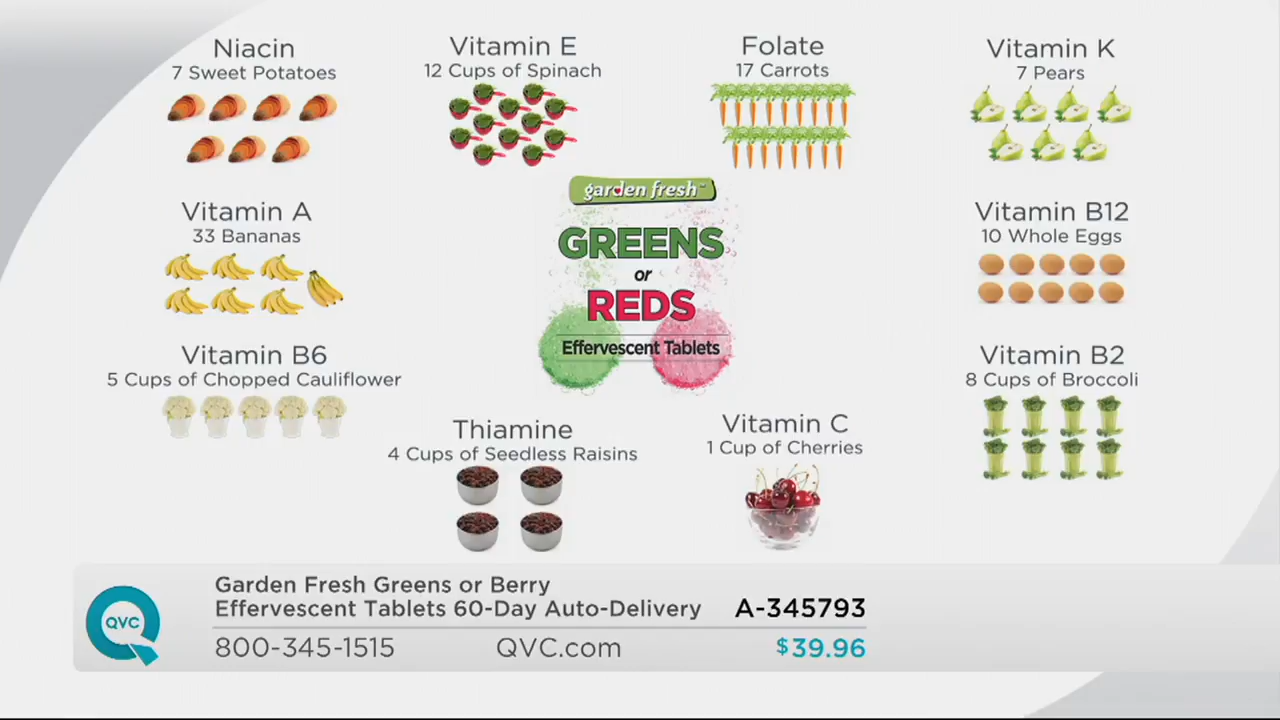 Niacin
7 Sweet Potatoes
Vitamin E
12 Cups of Spinach
Folate
17 Carrots
Vitamin K
7 Pears
garden fresh™
GREENS
or
REDS
Effervescent Tablets
Vitamin A
33 Bananas
Vitamin B12
10 Whole Eggs
Vitamin B6
5 Cups of Chopped Cauliflower
Vitamin B2
8 Cups of Broccoli
Thiamine
4 Cups of Seedless Raisins
Vitamin C
1 Cup of Cherries
QVC
Garden Fresh Greens or Berry
Effervescent Tablets 60-Day Auto-Delivery A-345793
800-345-1515 QVC.com $39.96